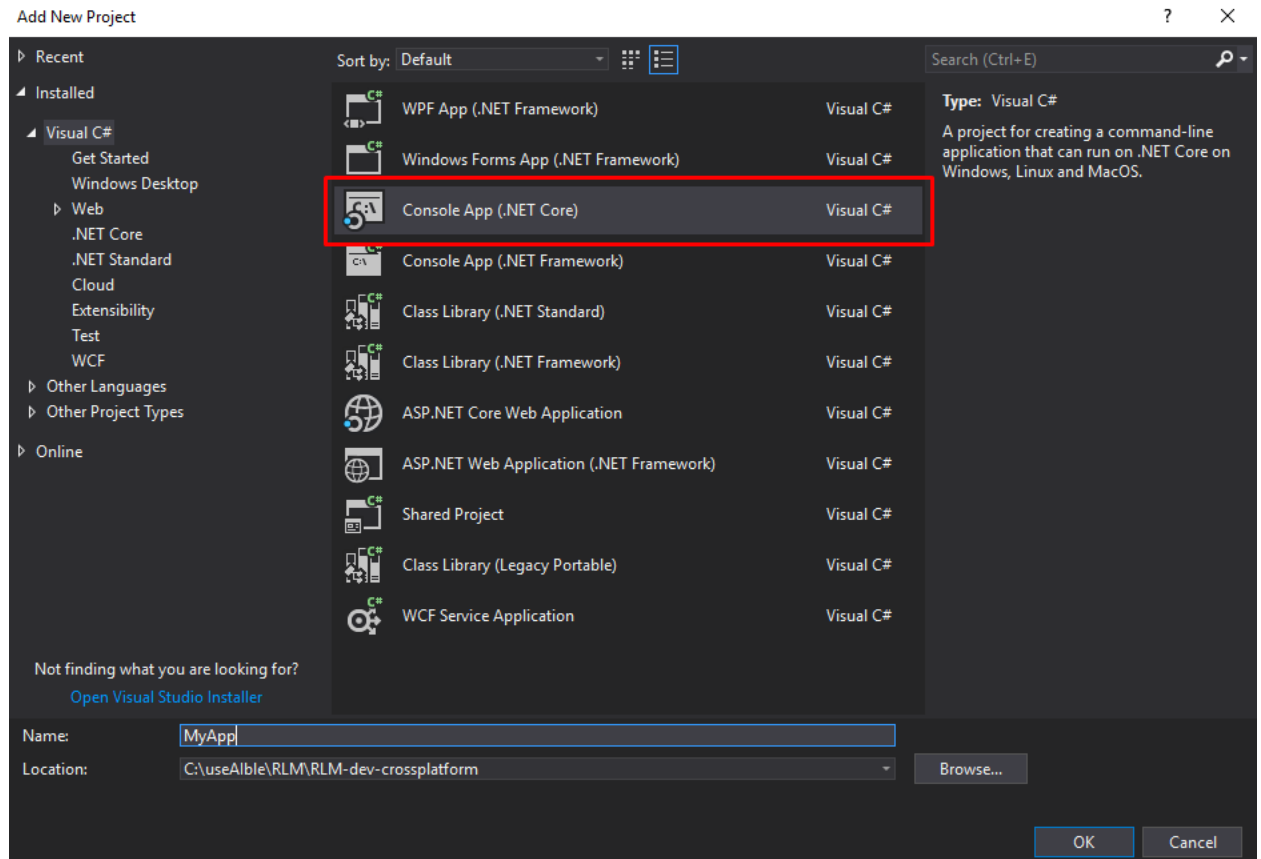 Add New Project
? ×
Recent
Installed
Visual C#
Get Started
Windows Desktop
Web
.NET Core
.NET Standard
Cloud
Extensibility
Test
WCF
Other Languages
Other Project Types
Online
Not finding what you are looking for?
Open Visual Studio Installer
Sort by: Default
WPF App (.NET Framework) Visual C#
Windows Forms App (.NET Framework) Visual C#
Console App (.NET Core) Visual C#
Console App (.NET Framework) Visual C#
Class Library (.NET Standard) Visual C#
Class Library (.NET Framework) Visual C#
ASP.NET Core Web Application Visual C#
ASP.NET Web Application (.NET Framework) Visual C#
Shared Project Visual C#
Class Library (Legacy Portable) Visual C#
WCF Service Application Visual C#
Search (Ctrl+E)
Type: Visual C#
A project for creating a command-line
application that can run on .NET Core on
Windows, Linux and MacOS.
Name: MyApp
Location: C:\useAIble\RLM\RLM-dev-crossplatform
Browse...
OK Cancel